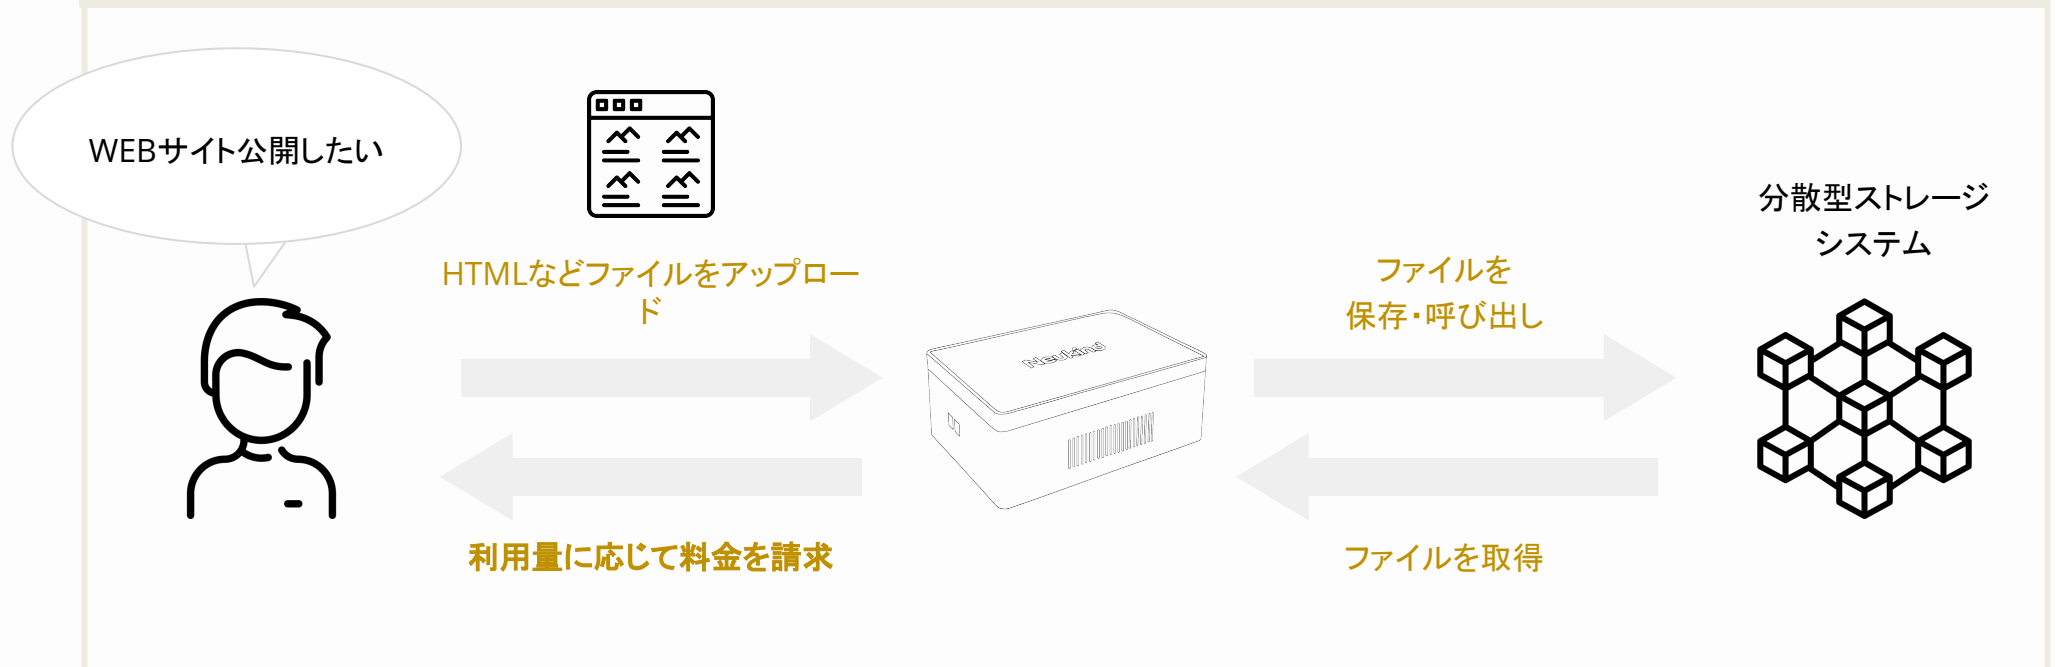 WEBサイト公開したい
HTMLなどファイルをアップロー
ド
ファイルを
保存・呼び出し
分散型ストレージ
システム
Neukind
利用量に応じて料金を請求
ファイルを取得